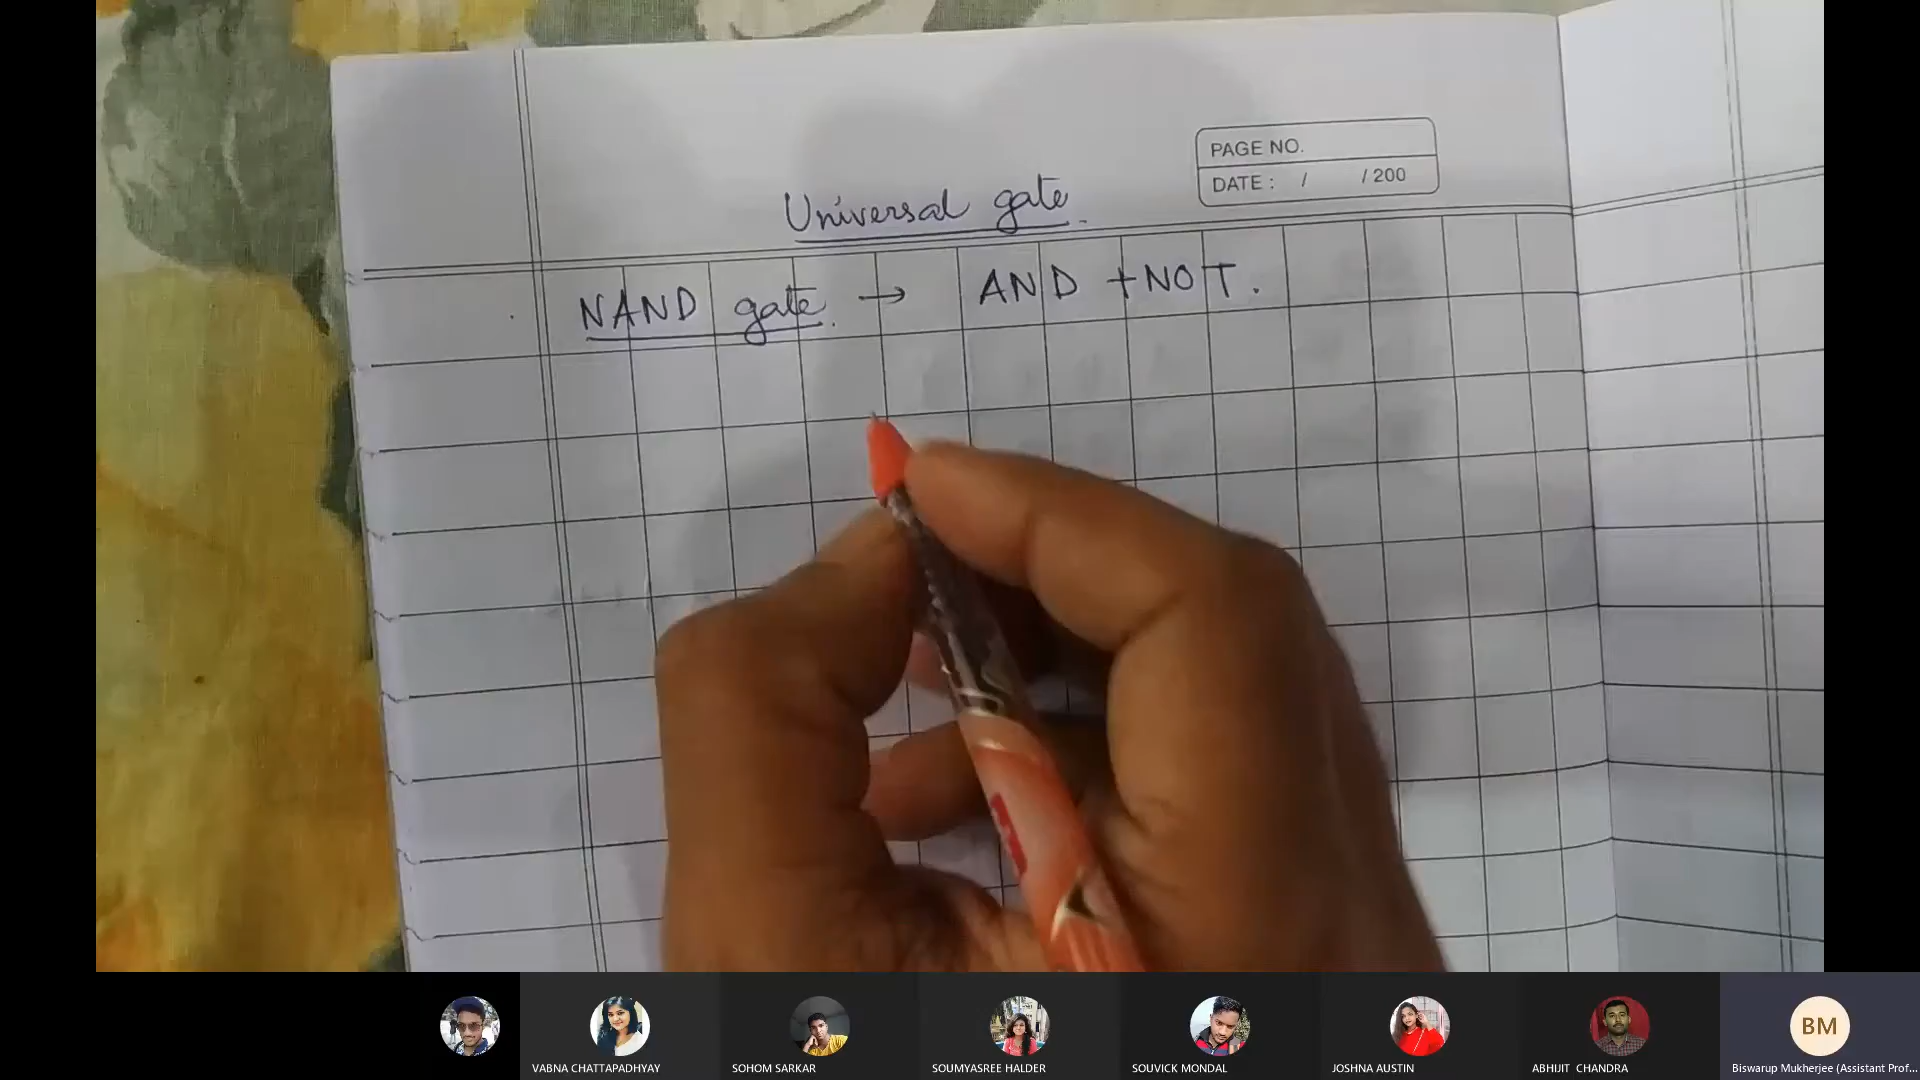 PAGE NO.
DATE : / / 200
Universal gate.
NAND gate. → AND + NOT.
VABNA CHATTAPADHYAY
SOHOM SARKAR
SOUMYASREE HALDER
SOUVICK MONDAL
JOSHNA AUSTIN
ABHIJIT CHANDRA
BM
Biswarup Mukherjee (Assistant Prof...